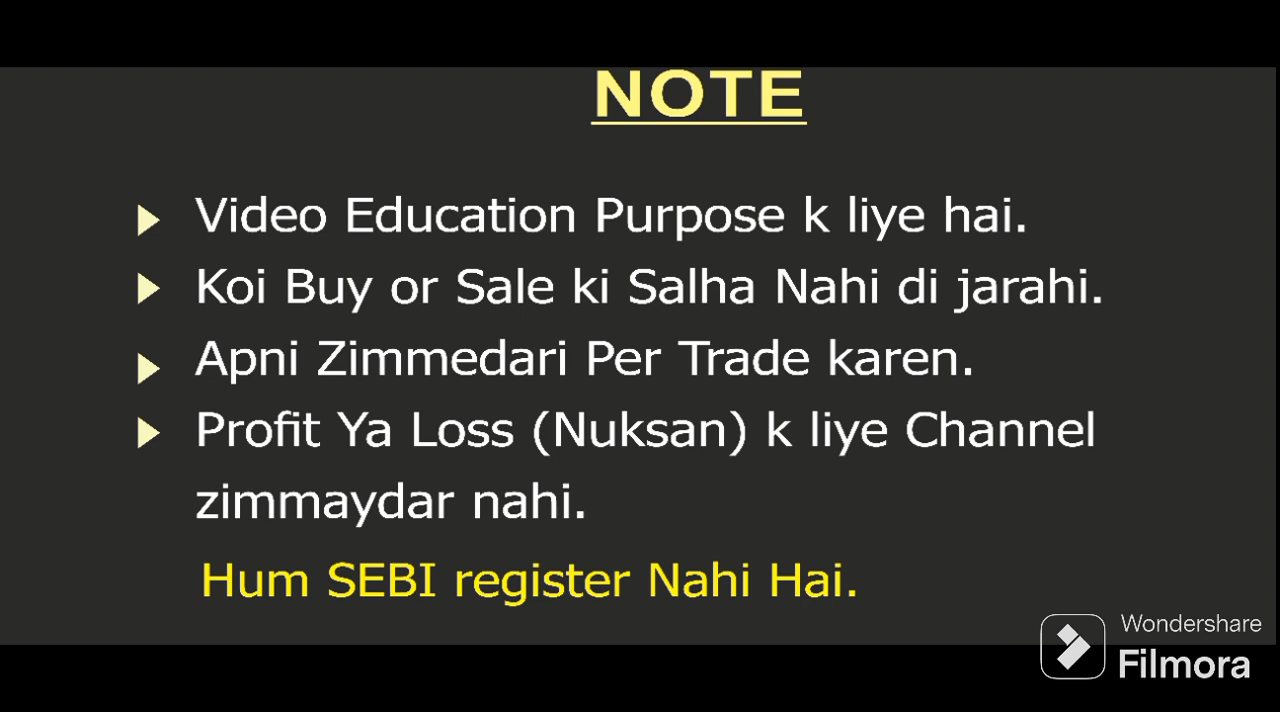 NOTE
Video Education Purpose k liye hai.
Koi Buy or Sale ki Salha Nahi di jarahi.
Apni Zimmedari Per Trade karen.
Profit Ya Loss (Nuksan) k liye Channel
zimmaydar nahi.
Hum SEBI register Nahi Hai.
Wondershare
Filmora